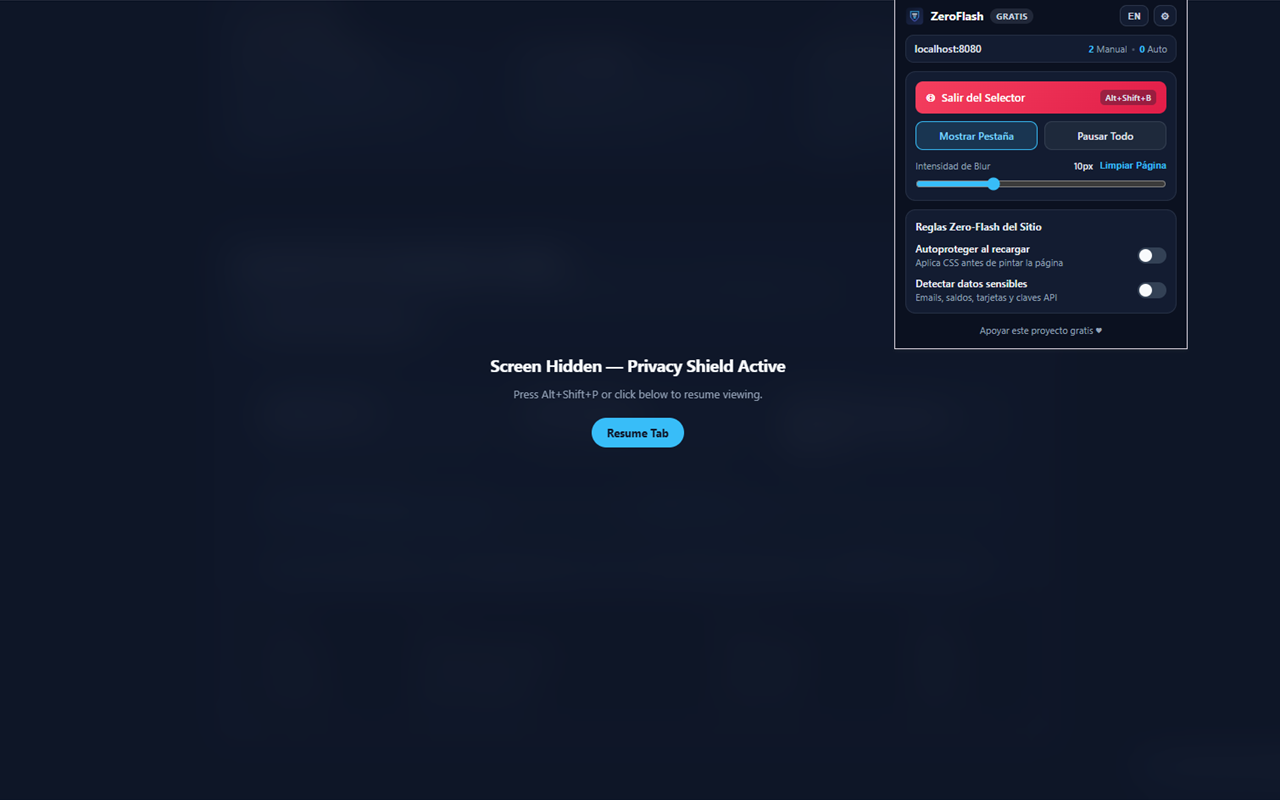 ZeroFlash GRATIS EN
localhost:8080 2 Manual • 0 Auto
Salir del Selector Alt+Shift+B
Mostrar Pestaña Pausar Todo
Intensidad de Blur 10px Limpiar Página
Reglas Zero-Flash del Sitio
Autoproteger al recargar
Aplica CSS antes de pintar la página
Detectar datos sensibles
Emails, saldos, tarjetas y claves API
Apoyar este proyecto gratis ♥
Screen Hidden — Privacy Shield Active
Press Alt+Shift+P or click below to resume viewing.
Resume Tab